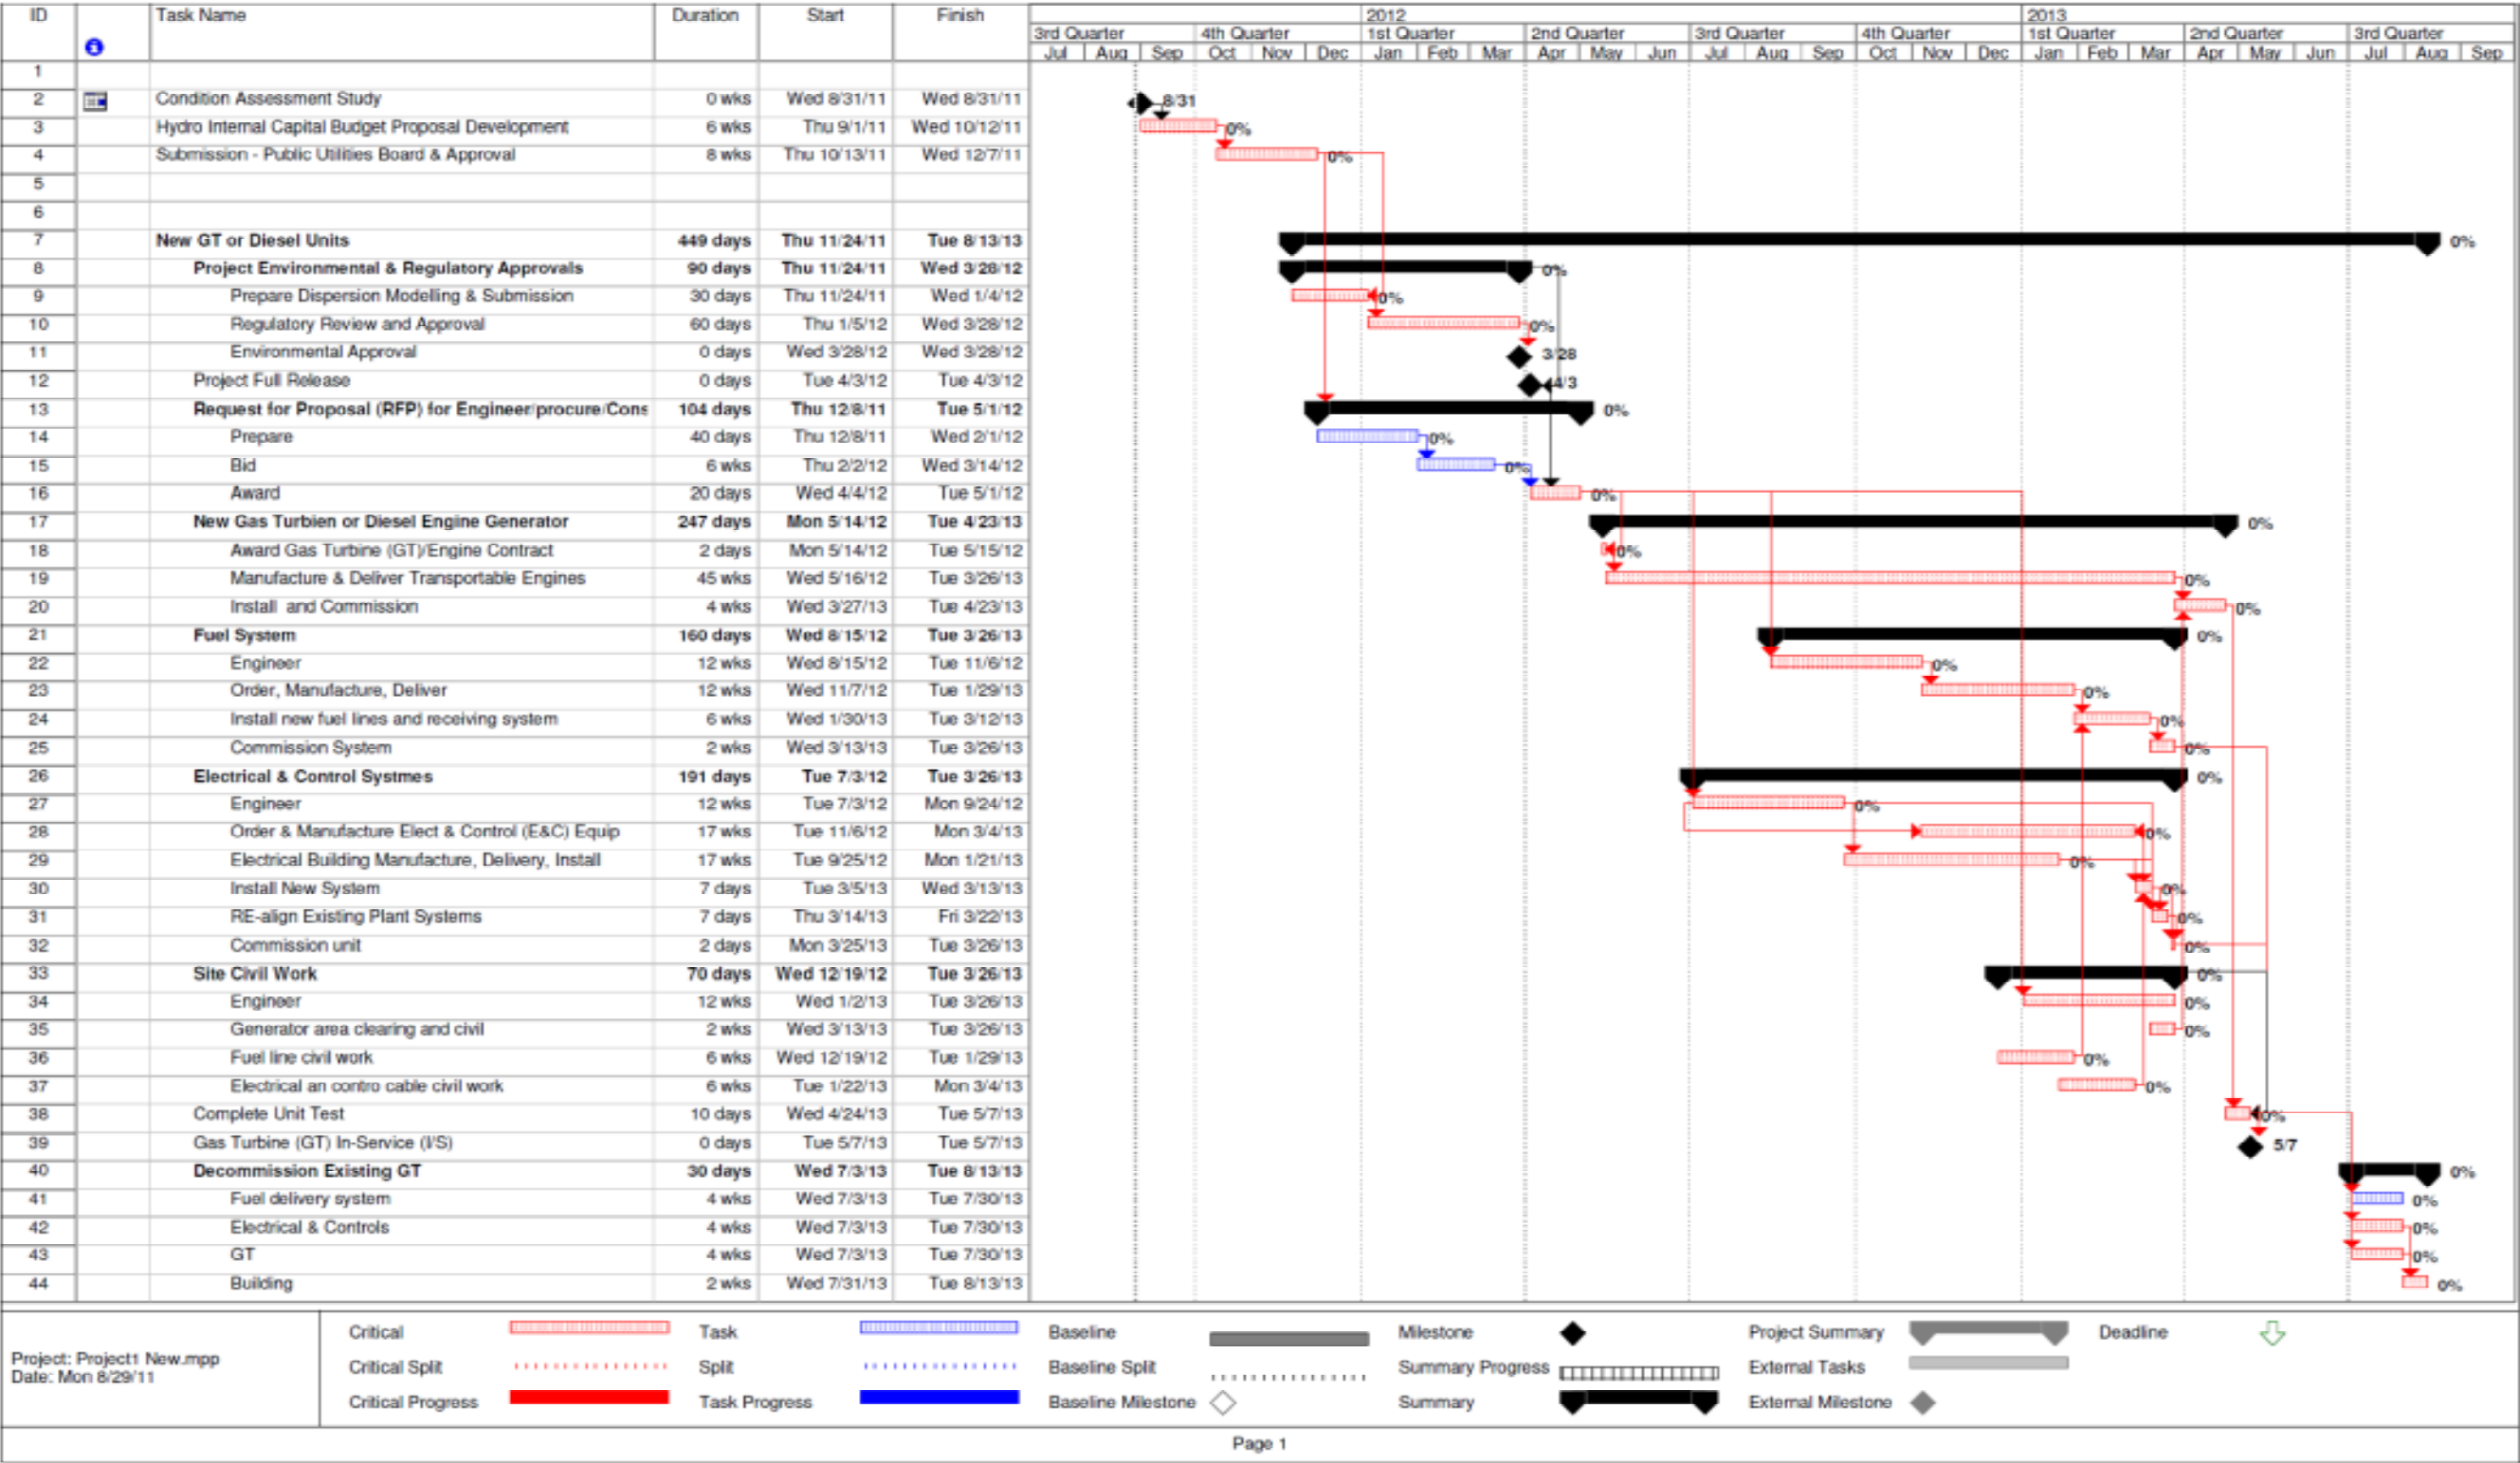 ID Task Name Duration Start Finish
2012 2013
3rd Quarter 4th Quarter 1st Quarter 2nd Quarter 3rd Quarter 4th Quarter 1st Quarter 2nd Quarter 3rd Quarter
Jul Aug Sep Oct Nov Dec Jan Feb Mar Apr May Jun Jul Aug Sep Oct Nov Dec Jan Feb Mar Apr May Jun Jul Aug Sep
1
2 Condition Assessment Study 0 wks Wed 8/31/11 Wed 8/31/11 8/31
3 Hydro Internal Capital Budget Proposal Development 6 wks Thu 9/1/11 Wed 10/12/11 0%
4 Submission - Public Utilities Board & Approval 8 wks Thu 10/13/11 Wed 12/7/11 0%
5
6
7 New GT or Diesel Units 449 days Thu 11/24/11 Tue 8/13/13 0%
8 Project Environmental & Regulatory Approvals 90 days Thu 11/24/11 Wed 3/28/12 0%
9 Prepare Dispersion Modelling & Submission 30 days Thu 11/24/11 Wed 1/4/12 0%
10 Regulatory Review and Approval 60 days Thu 1/5/12 Wed 3/28/12 0%
11 Environmental Approval 0 days Wed 3/28/12 Wed 3/28/12 3/28
12 Project Full Release 0 days Tue 4/3/12 Tue 4/3/12 4/3
13 Request for Proposal (RFP) for Engineer/procure/Cons 104 days Thu 12/8/11 Tue 5/1/12 0%
14 Prepare 40 days Thu 12/8/11 Wed 2/1/12 0%
15 Bid 6 wks Thu 2/2/12 Wed 3/14/12 0%
16 Award 20 days Wed 4/4/12 Tue 5/1/12 0%
17 New Gas Turbien or Diesel Engine Generator 247 days Mon 5/14/12 Tue 4/23/13 0%
18 Award Gas Turbine (GT)/Engine Contract 2 days Mon 5/14/12 Tue 5/15/12 0%
19 Manufacture & Deliver Transportable Engines 45 wks Wed 5/16/12 Tue 3/26/13 0%
20 Install and Commission 4 wks Wed 3/27/13 Tue 4/23/13 0%
21 Fuel System 160 days Wed 8/15/12 Tue 3/26/13 0%
22 Engineer 12 wks Wed 8/15/12 Tue 11/6/12 0%
23 Order, Manufacture, Deliver 12 wks Wed 11/7/12 Tue 1/29/13 0%
24 Install new fuel lines and receiving system 6 wks Wed 1/30/13 Tue 3/12/13 0%
25 Commission System 2 wks Wed 3/13/13 Tue 3/26/13 0%
26 Electrical & Control Systmes 191 days Tue 7/3/12 Tue 3/26/13 0%
27 Engineer 12 wks Tue 7/3/12 Mon 9/24/12 0%
28 Order & Manufacture Elect & Control (E&C) Equip 17 wks Tue 11/6/12 Mon 3/4/13 0%
29 Electrical Building Manufacture, Delivery, Install 17 wks Tue 9/25/12 Mon 1/21/13 0%
30 Install New System 7 days Tue 3/5/13 Wed 3/13/13 0%
31 RE-align Existing Plant Systems 7 days Thu 3/14/13 Fri 3/22/13 0%
32 Commission unit 2 days Mon 3/25/13 Tue 3/26/13 0%
33 Site Civil Work 70 days Wed 12/19/12 Tue 3/26/13 0%
34 Engineer 12 wks Wed 1/2/13 Tue 3/26/13 0%
35 Generator area clearing and civil 2 wks Wed 3/13/13 Tue 3/26/13 0%
36 Fuel line civil work 6 wks Wed 12/19/12 Tue 1/29/13 0%
37 Electrical an contro cable civil work 6 wks Tue 1/22/13 Mon 3/4/13 0%
38 Complete Unit Test 10 days Wed 4/24/13 Tue 5/7/13 0%
39 Gas Turbine (GT) In-Service (I/S) 0 days Tue 5/7/13 Tue 5/7/13 5/7
40 Decommission Existing GT 30 days Wed 7/3/13 Tue 8/13/13 0%
41 Fuel delivery system 4 wks Wed 7/3/13 Tue 7/30/13 0%
42 Electrical & Controls 4 wks Wed 7/3/13 Tue 7/30/13 0%
43 GT 4 wks Wed 7/3/13 Tue 7/30/13 0%
44 Building 2 wks Wed 7/31/13 Tue 8/13/13 0%
Project: Project1 New.mpp
Date: Mon 8/29/11
Critical Task Baseline Milestone Project Summary Deadline
Critical Split Split Baseline Split Summary Progress External Tasks
Critical Progress Task Progress Baseline Milestone Summary External Milestone
Page 1